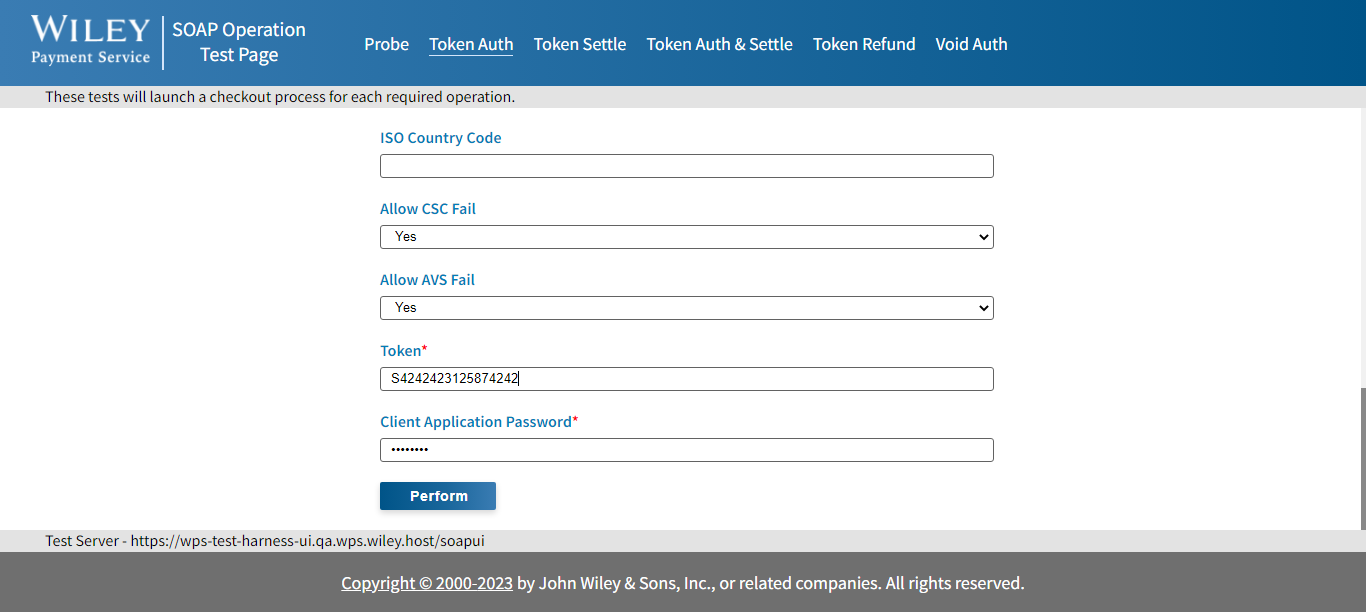 WILEY
Payment Service
SOAP Operation
Test Page
Probe Token Auth Token Settle Token Auth & Settle Token Refund Void Auth
These tests will launch a checkout process for each required operation.
ISO Country Code
Allow CSC Fail
Yes
Allow AVS Fail
Yes
Token*
S4242423125874242
Client Application Password*
••••••••
Perform
Test Server - https://wps-test-harness-ui.qa.wps.wiley.host/soapui
Copyright © 2000-2023 by John Wiley & Sons, Inc., or related companies. All rights reserved.